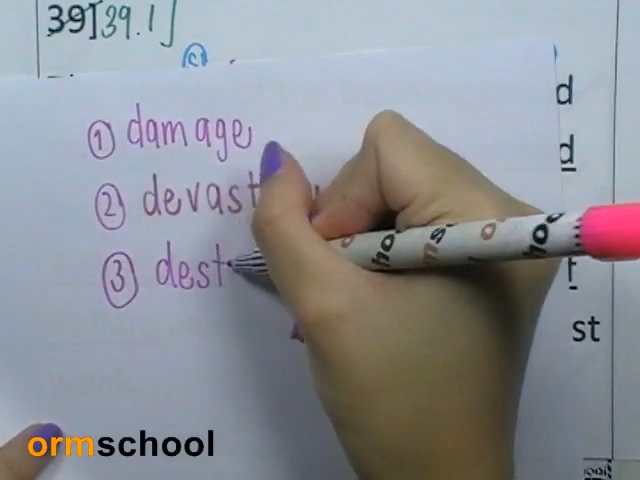 39 [39.1]
c
d
① damage
d
② devast
③ dest
f
st
ormschool